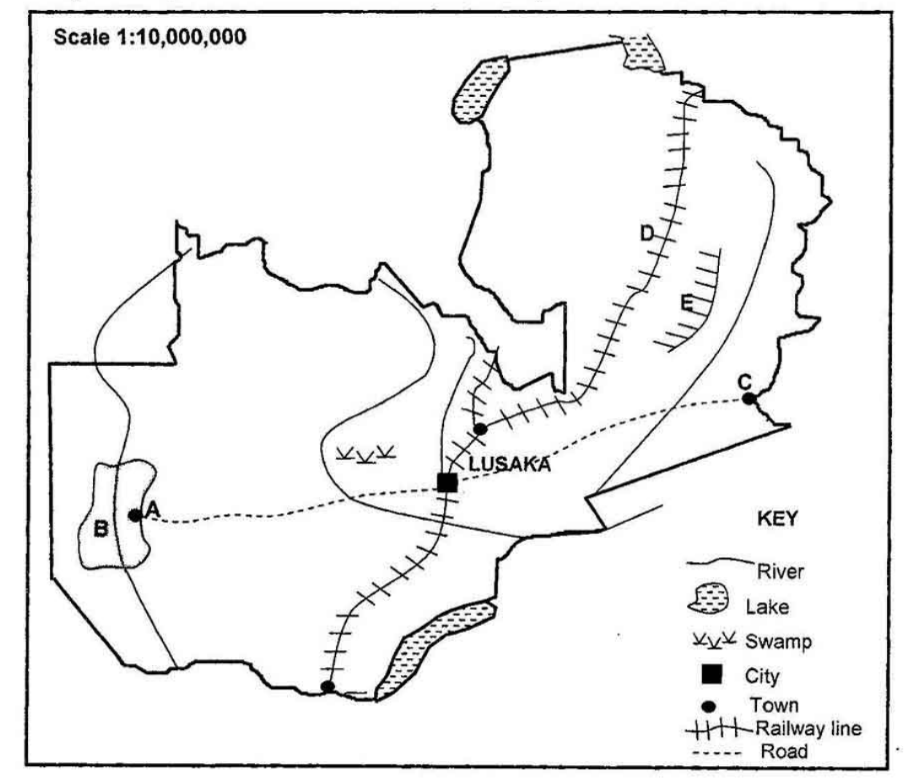 Scale 1:10,000,000
D
E
C
LUSAKA
A
B
KEY
River
Lake
Swamp
City
Town
Railway line
Road